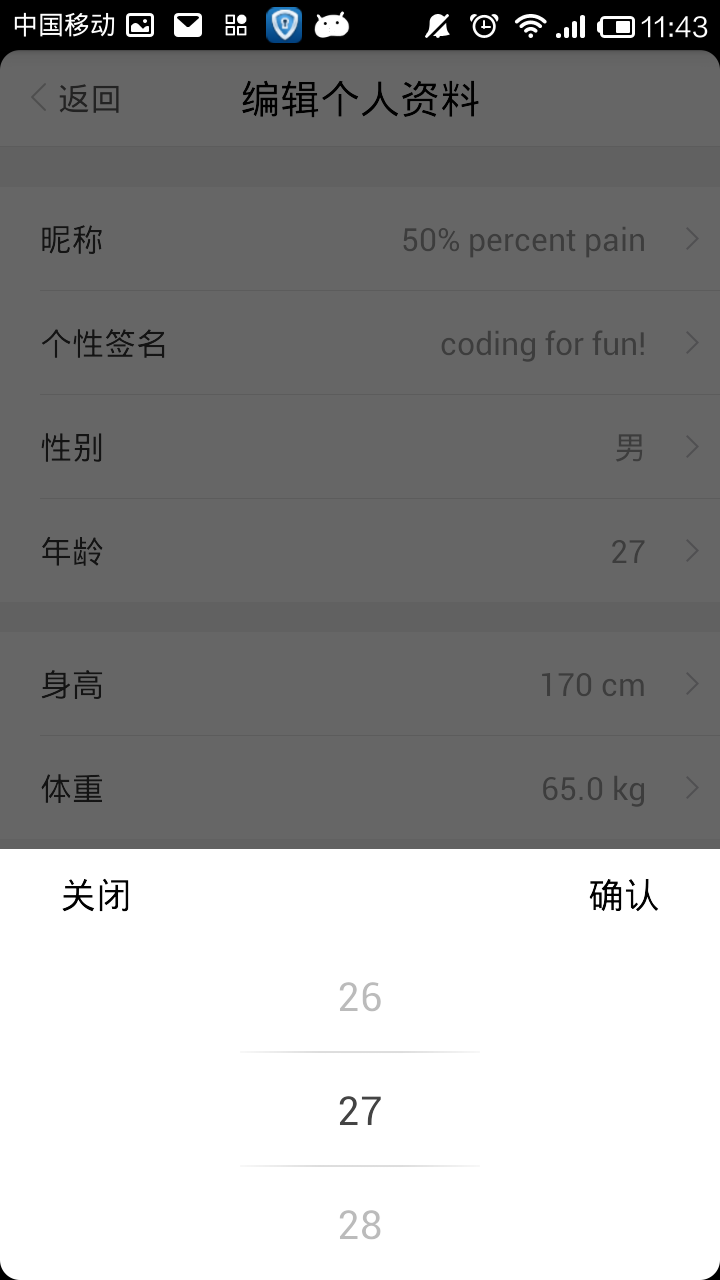 中国移动 11:43
返回 编辑个人资料
昵称 50% percent pain
个性签名 coding for fun!
性别 男
年龄 27
身高 170 cm
体重 65.0 kg
关闭 确认
26
27
28